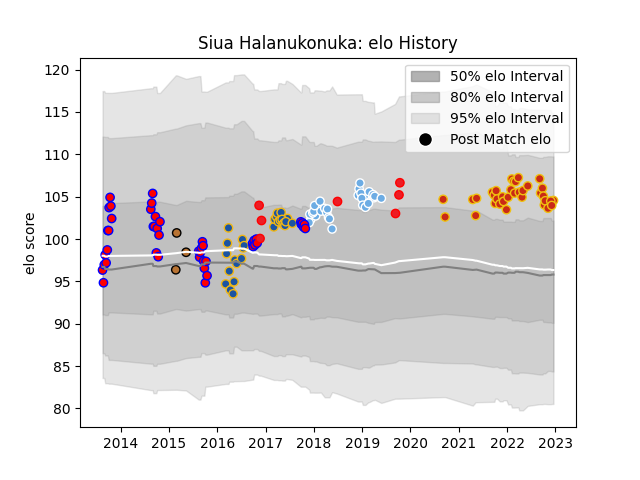 Siua Halanukonuka: elo History
50% elo Interval
80% elo Interval
95% elo Interval
Post Match elo
elo score
120
115
110
105
100
95
90
85
80
2014 2015 2016 2017 2018 2019 2020 2021 2022 2023